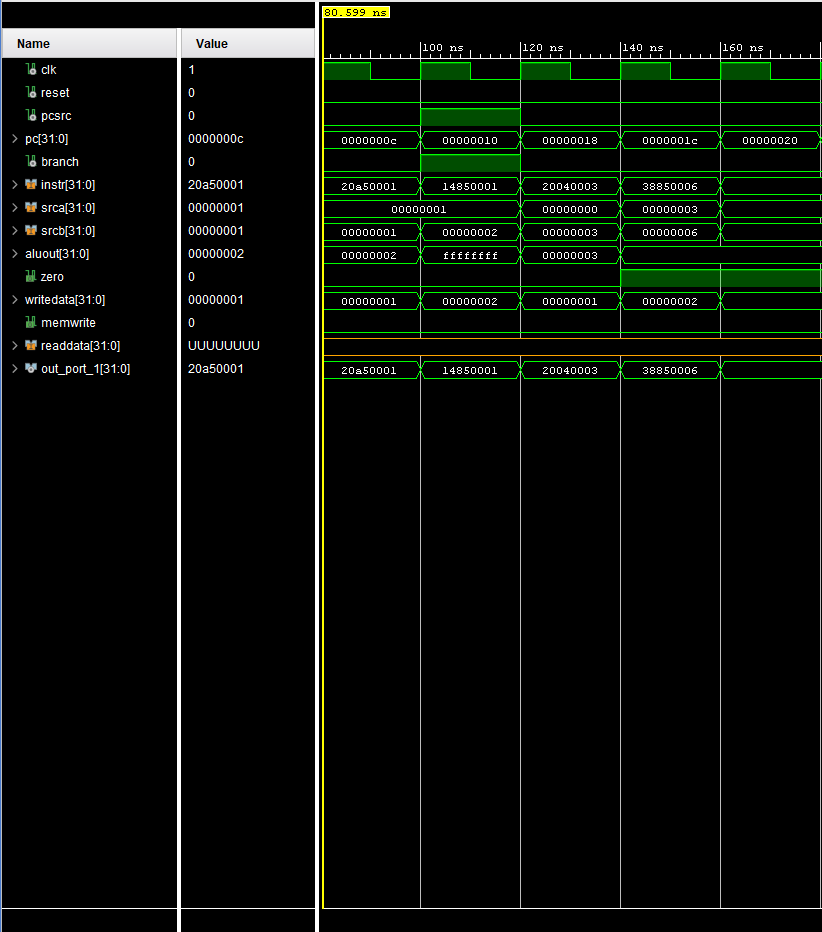 80.599 ns
Name Value
100 ns 120 ns 140 ns 160 ns
clk 1
reset 0
pcsrc 0
pc[31:0] 0000000c 0000000c 00000010 00000018 0000001c 00000020
branch 0
instr[31:0] 20a50001 20a50001 14850001 20040003 38850006
srca[31:0] 00000001 00000001 00000000 00000003
srcb[31:0] 00000001 00000001 00000002 00000003 00000006
aluout[31:0] 00000002 00000002 ffffffff 00000003
zero 0
writedata[31:0] 00000001 00000001 00000002 00000001 00000002
memwrite 0
readdata[31:0] UUUUUUUU
out_port_1[31:0] 20a50001 20a50001 14850001 20040003 38850006